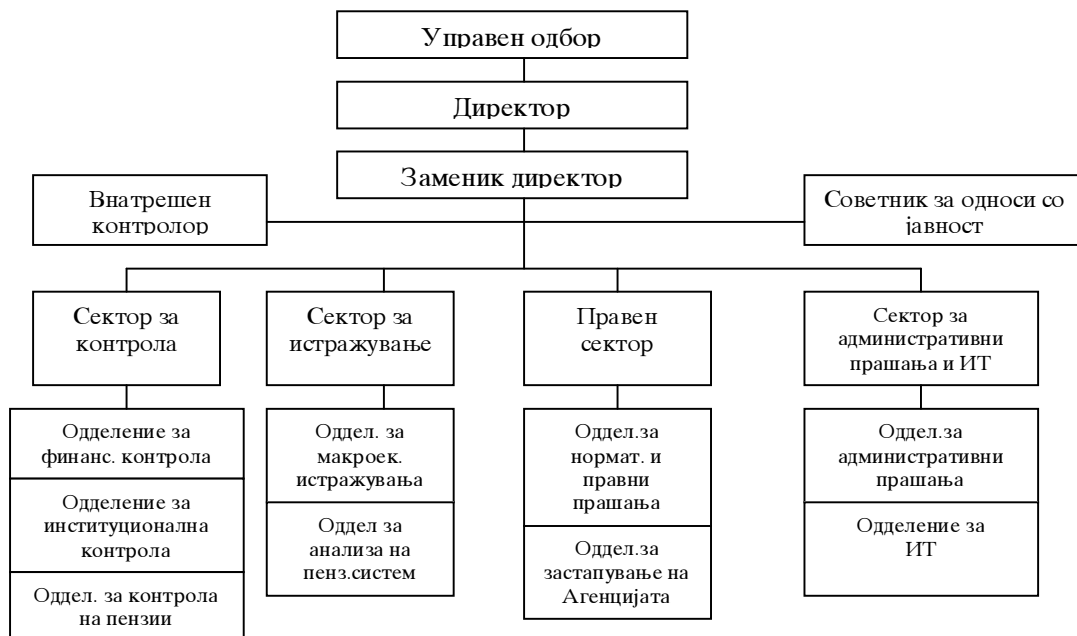 Управен одбор
Директор
Заменик директор
Внатрешен
контролор
Советник за односи со
јавност
Сектор за
контрола
Сектор за
истражување
Правен
сектор
Сектор за
административни
прашања и ИТ
Одделение за
финанс. контрола
Одделение за
институционална
контрола
Оддел. за контрола
на пензии
Оддел. за
макроек.
истражувања
Оддел за
анализа на
пенз.систем
Оддел.за
нормат. и
правни
прашања
Оддел.за
застапување на
Агенцијата
Оддел.за
административни
прашања
Одделение за
ИТ